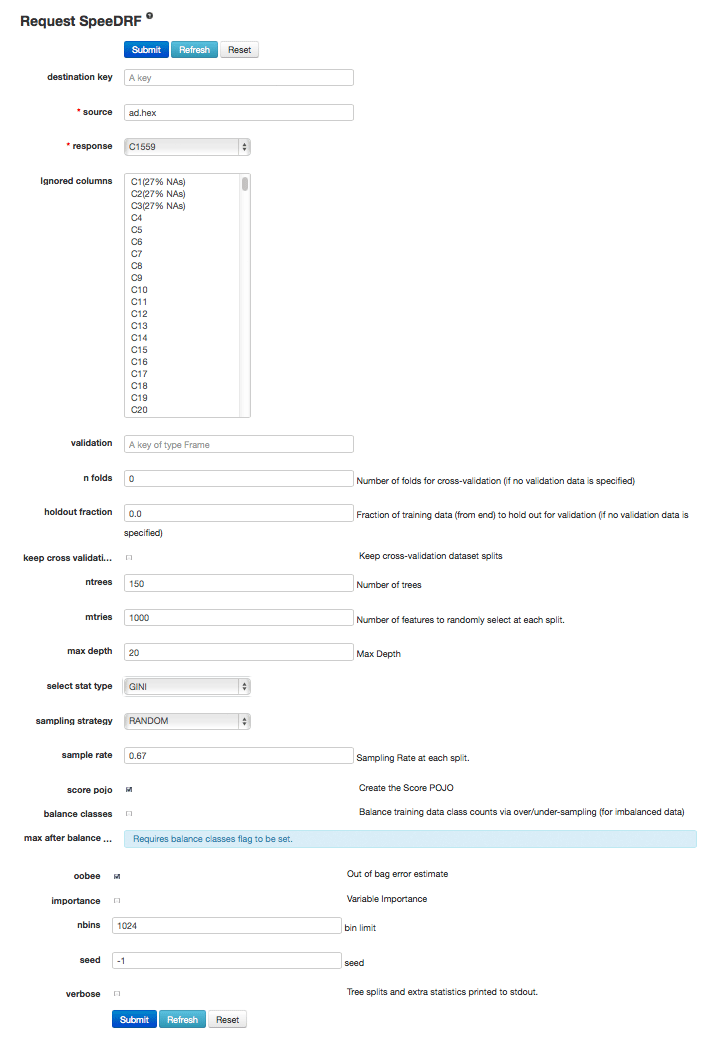 Request SpeeDRF ?
Submit Refresh Reset
destination key A key
* source ad.hex
* response C1559
Ignored columns C1(27% NAs)
C2(27% NAs)
C3(27% NAs)
C4
C5
C6
C7
C8
C9
C10
C11
C12
C13
C14
C15
C16
C17
C18
C19
C20
validation A key of type Frame
n folds 0 Number of folds for cross-validation (if no validation data is specified)
holdout fraction 0.0 Fraction of training data (from end) to hold out for validation (if no validation data is
specified)
keep cross validati... Keep cross-validation dataset splits
ntrees 150 Number of trees
mtries 1000 Number of features to randomly select at each split.
max depth 20 Max Depth
select stat type GINI
sampling strategy RANDOM
sample rate 0.67 Sampling Rate at each split.
score pojo Create the Score POJO
balance classes Balance training data class counts via over/under-sampling (for imbalanced data)
max after balance ... Requires balance classes flag to be set.
oobee Out of bag error estimate
importance Variable Importance
nbins 1024 bin limit
seed -1 seed
verbose Tree splits and extra statistics printed to stdout.
Submit Refresh Reset